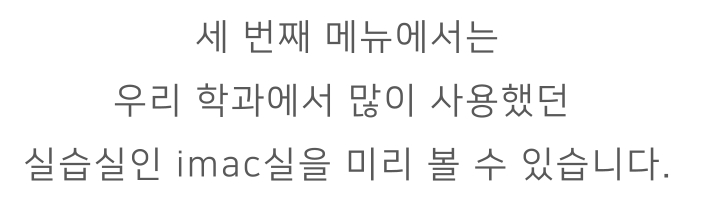 세 번째 메뉴에서는
우리 학과에서 많이 사용했던
실습실인 imac실을 미리 볼 수 있습니다.